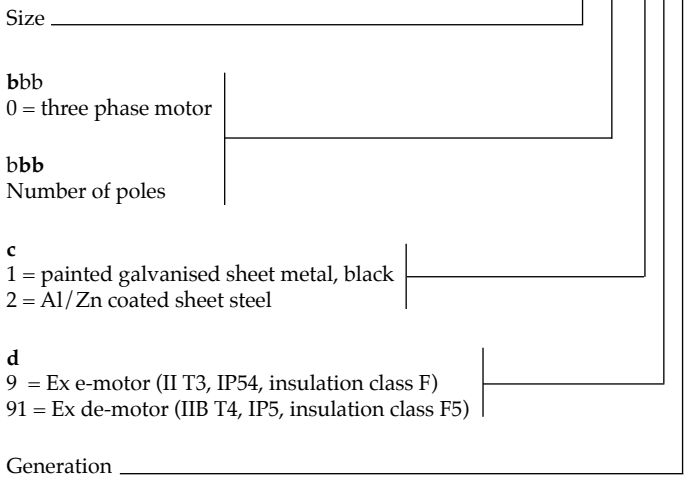 Size
bbb
0 = three phase motor
bbb
Number of poles
c
1 = painted galvanised sheet metal, black
2 = Al/Zn coated sheet steel
d
9 = Ex e-motor (II T3, IP54, insulation class F)
91 = Ex de-motor (IIB T4, IP5, insulation class F5)
Generation